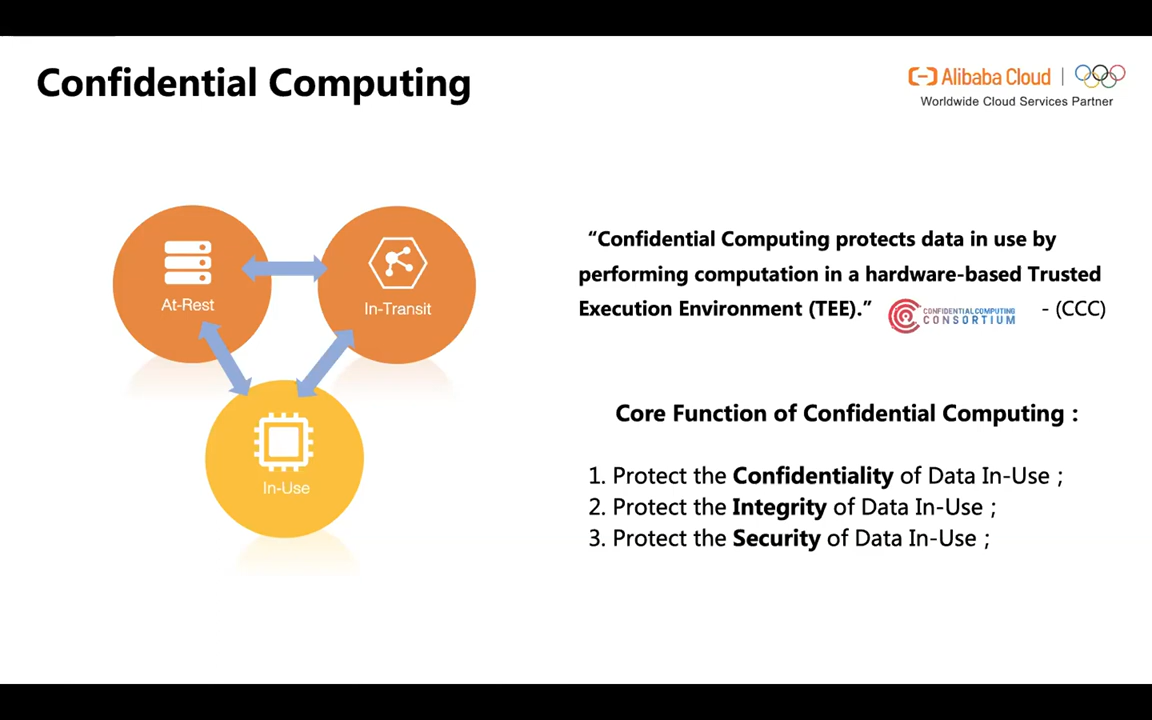 Confidential Computing
Alibaba Cloud |
Worldwide Cloud Services Partner
At-Rest
In-Transit
In-Use
“Confidential Computing protects data in use by
performing computation in a hardware-based Trusted
Execution Environment (TEE).”
CONFIDENTIAL COMPUTING
CONSORTIUM
- (CCC)
Core Function of Confidential Computing :
1. Protect the Confidentiality of Data In-Use ;
2. Protect the Integrity of Data In-Use ;
3. Protect the Security of Data In-Use ;